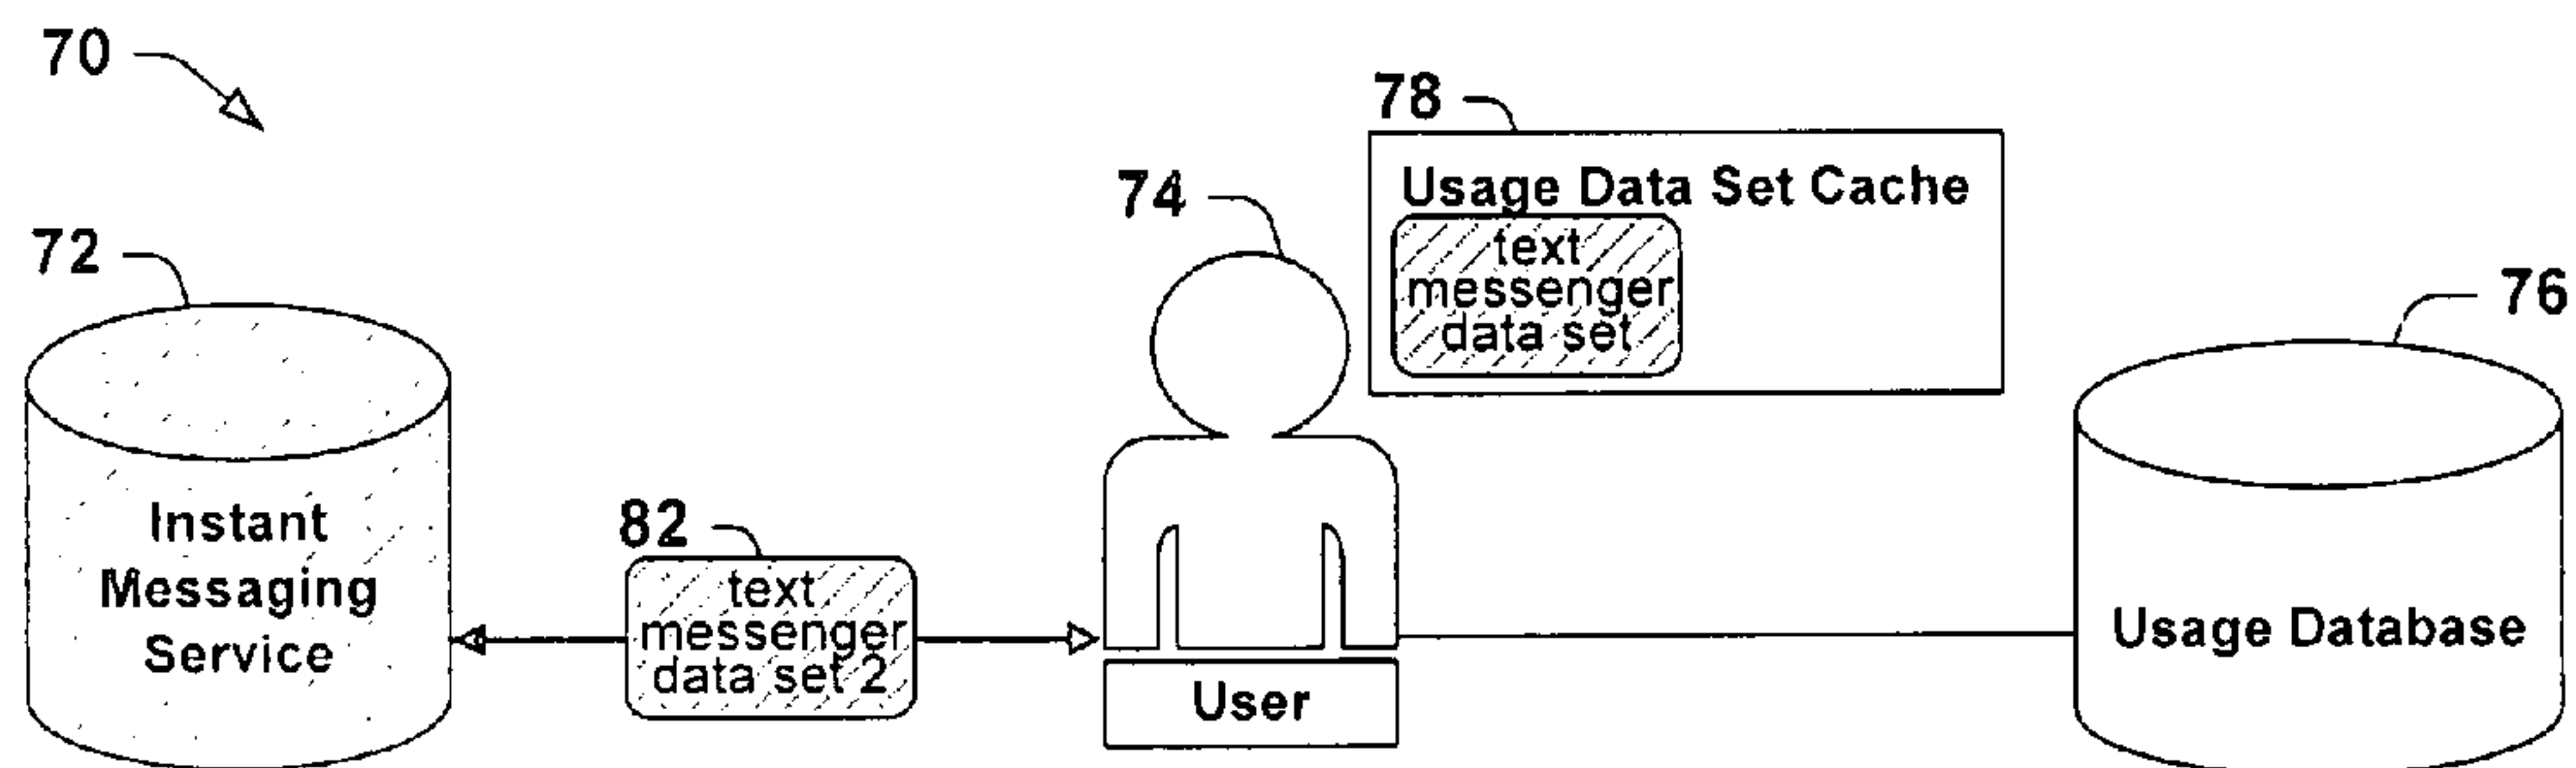 70
78
Usage Data Set Cache
text
messenger
data set
74
72
76
Instant
Messaging
Service
82
text
messenger
data set 2
User
Usage Database